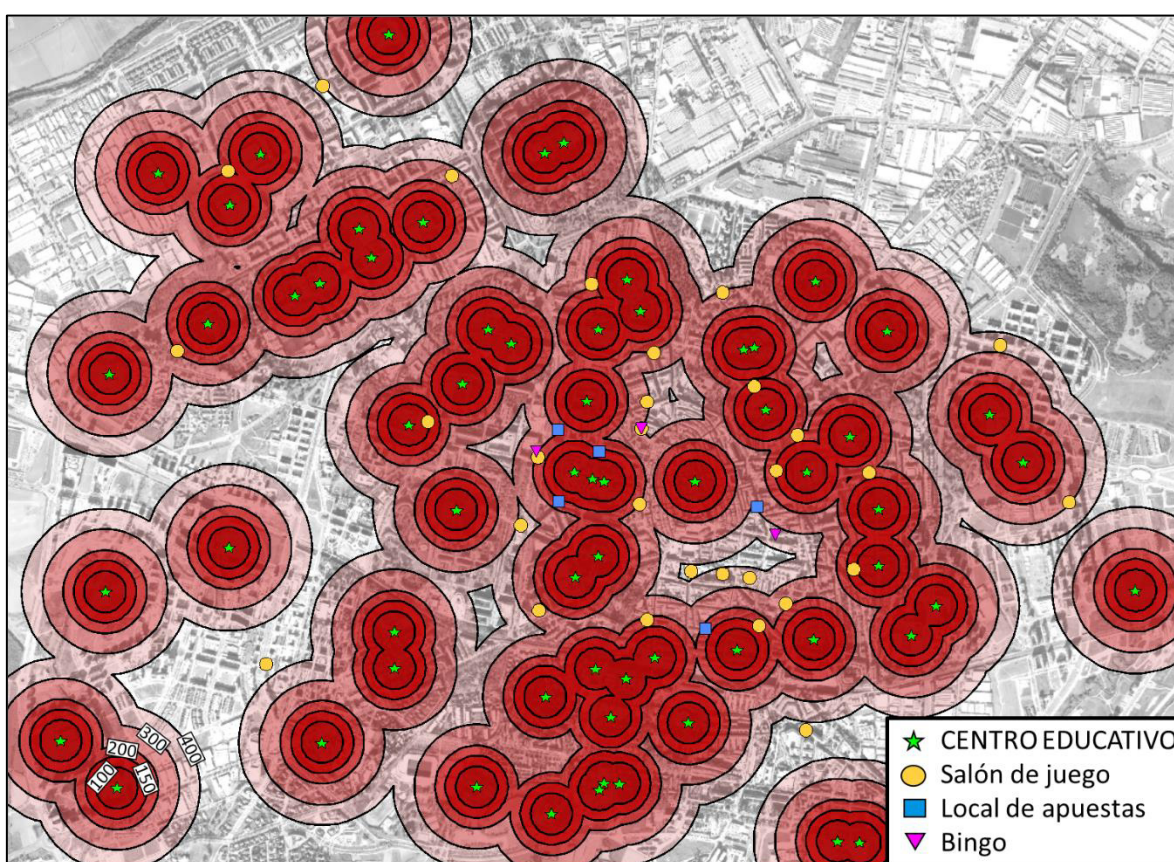 200
300
400
100
150
CENTRO EDUCATIVO
Salón de juego
Local de apuestas
Bingo